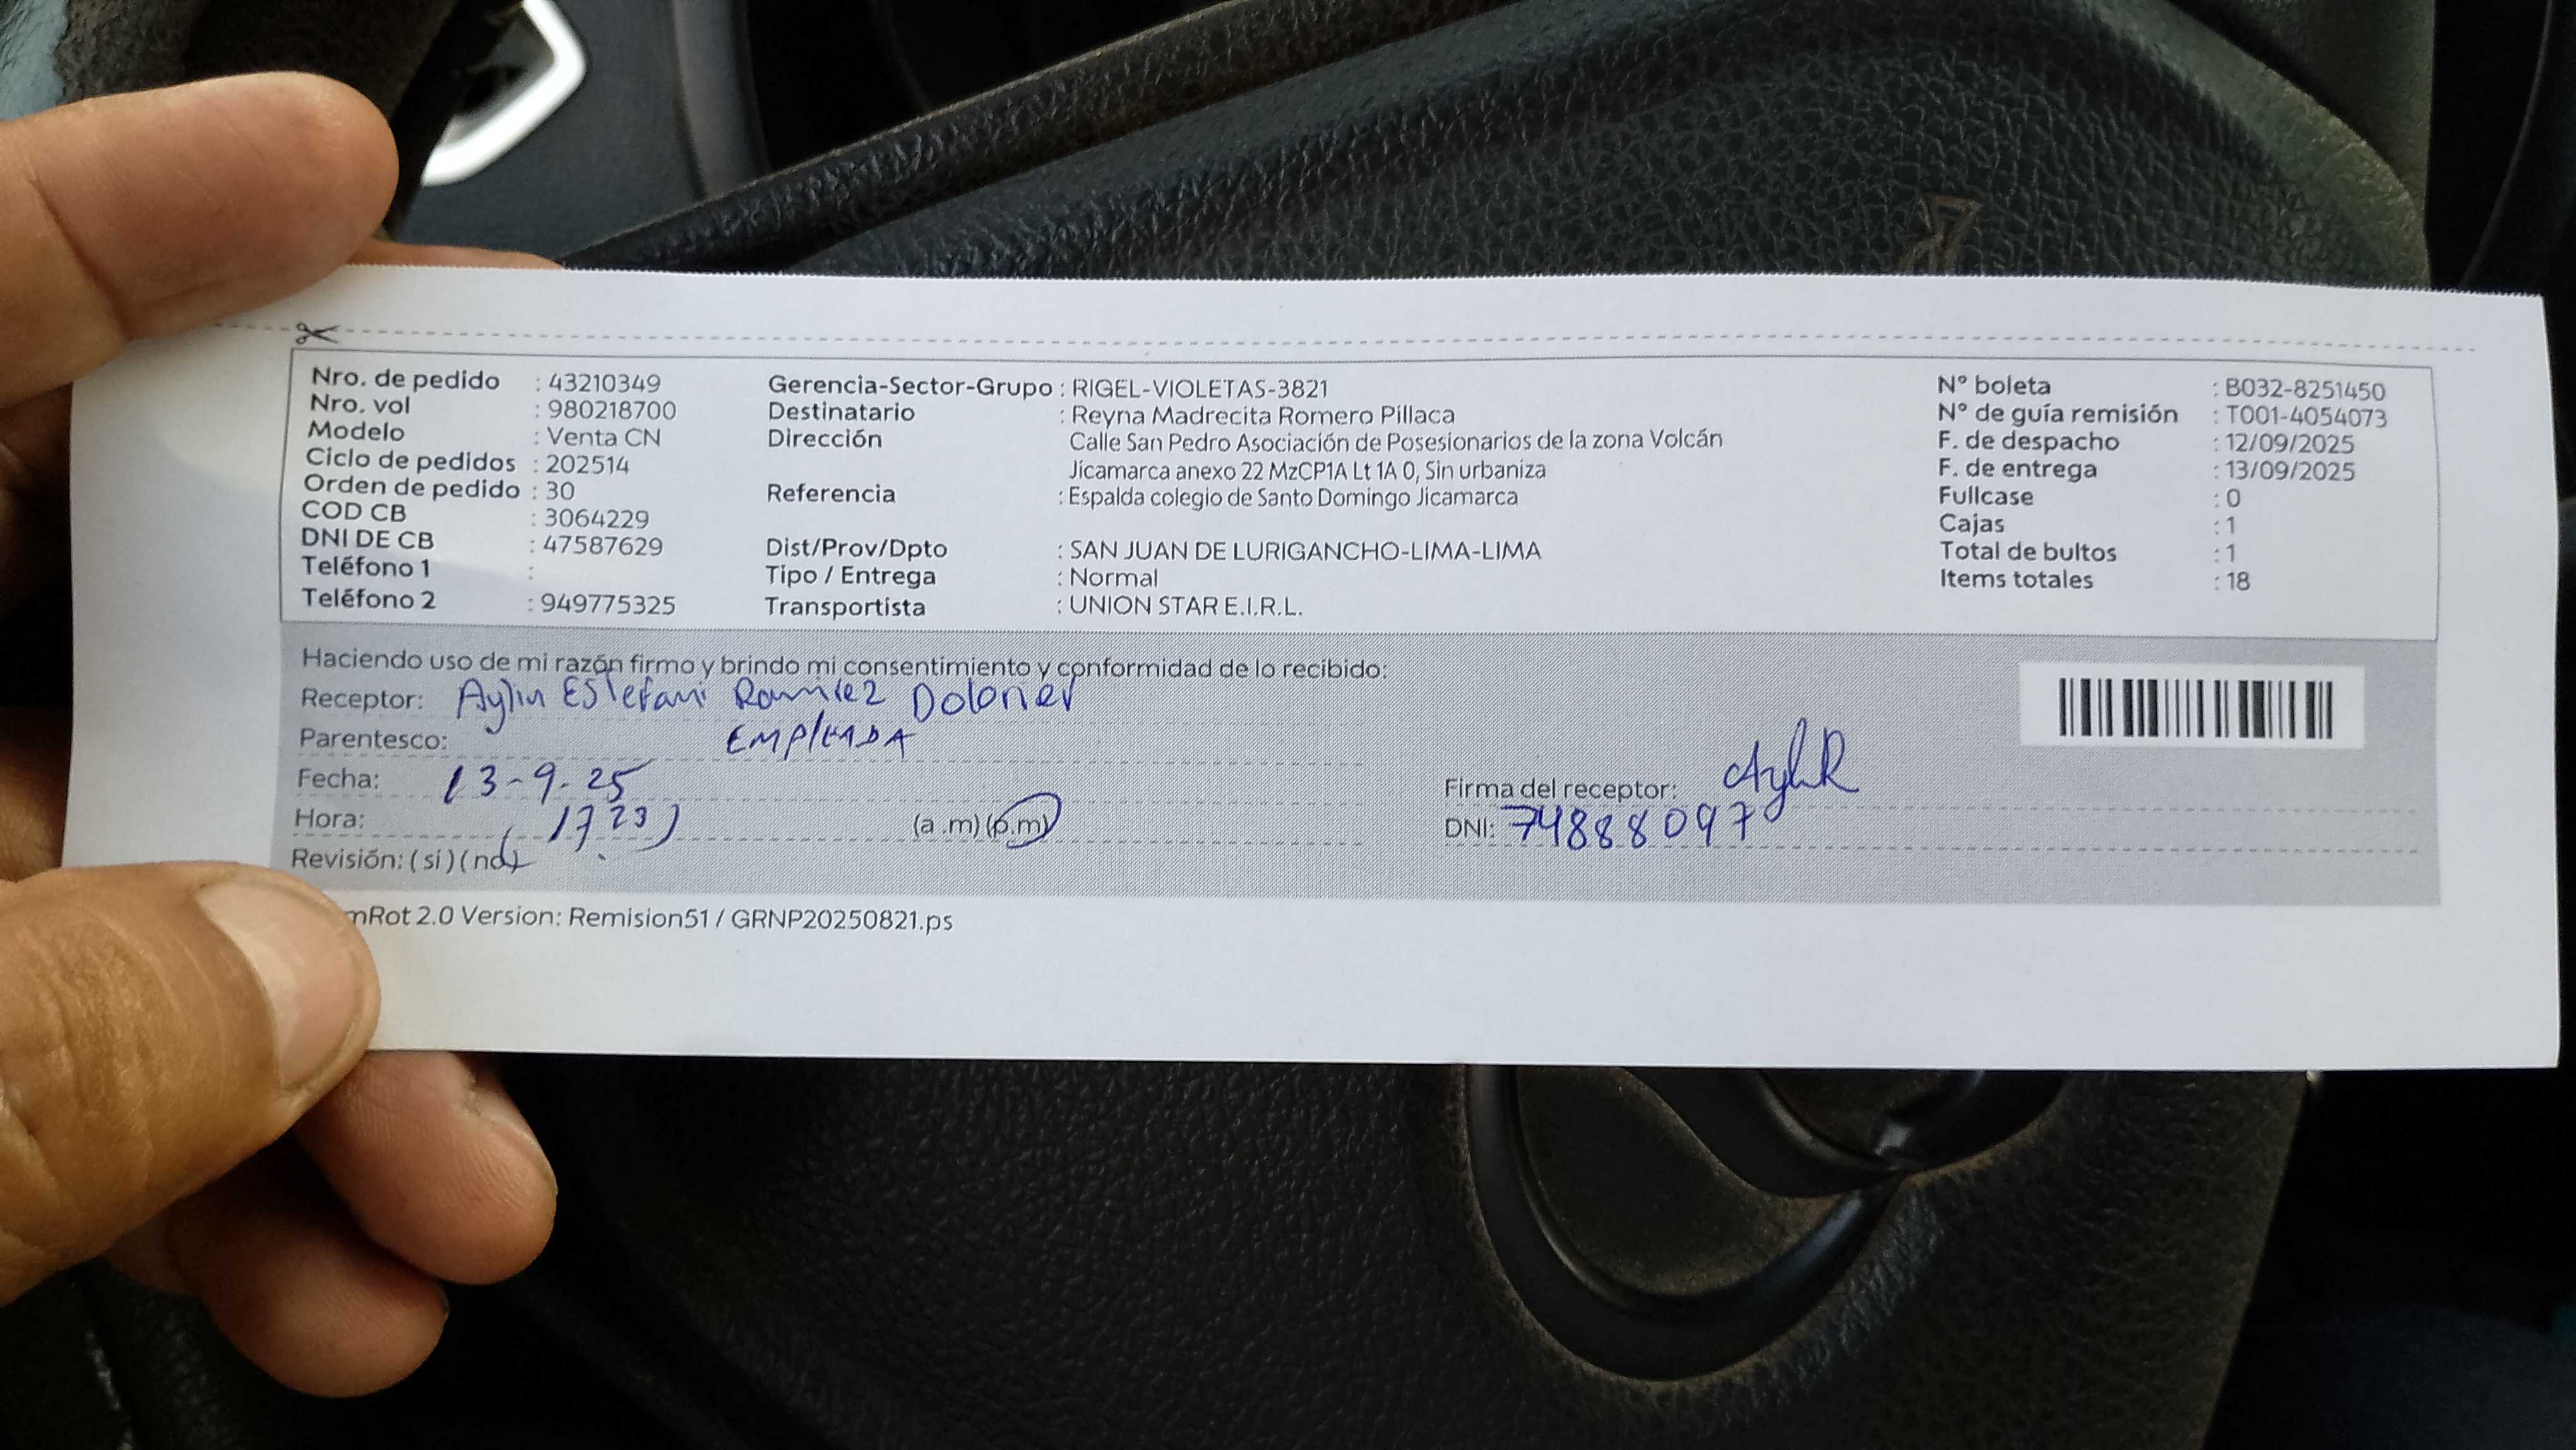 Nro. de pedido : 43210349 Gerencia-Sector-Grupo : RIGEL-VIOLETAS-3821 N° boleta : B032-8251450
Nro. vol : 980218700 Destinatario : Reyna Madrecita Romero Pillaca N° de guía remisión : T001-4054073
Modelo : Venta CN Dirección Calle San Pedro Asociación de Posesionarios de la zona Volcán F. de despacho : 12/09/2025
Ciclo de pedidos : 202514 Jicamarca anexo 22 MzCP1A Lt 1A 0, Sin urbaniza F. de entrega : 13/09/2025
Orden de pedido : 30 Referencia : Espalda colegio de Santo Domingo Jicamarca Fullcase : 0
COD CB : 3064229 Cajas : 1
DNI DE CB : 47587629 Dist/Prov/Dpto : SAN JUAN DE LURIGANCHO-LIMA-LIMA Total de bultos : 1
Teléfono 1 : Tipo / Entrega : Normal Items totales : 18
Teléfono 2 : 949775325 Transportista : UNION STAR E.I.R.L.
Haciendo uso de mi razón firmo y brindo mi consentimiento y conformidad de lo recibido:
Receptor: Aylin Estefani Ramirez
Parentesco: EMPLEADA
Fecha: 13-9-25 Firma del receptor:
Hora: (17 23) (a .m) (p.m) DNI: 74888097
Revisión: ( si ) ( no )
mRot 2.0 Version: Remision51 / GRNP20250821.ps